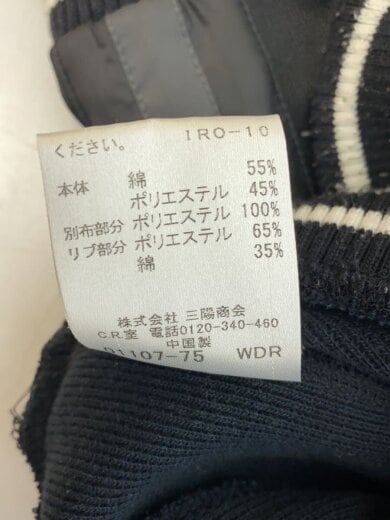 ください。 IRO-10
本体 綿 55%
ポリエステル 45%
別布部分 ポリエステル 100%
リブ部分 ポリエステル 65%
綿 35%
株式会社 三陽商会
C.R.室 電話0120-340-460
中国製
01107-75 WDR